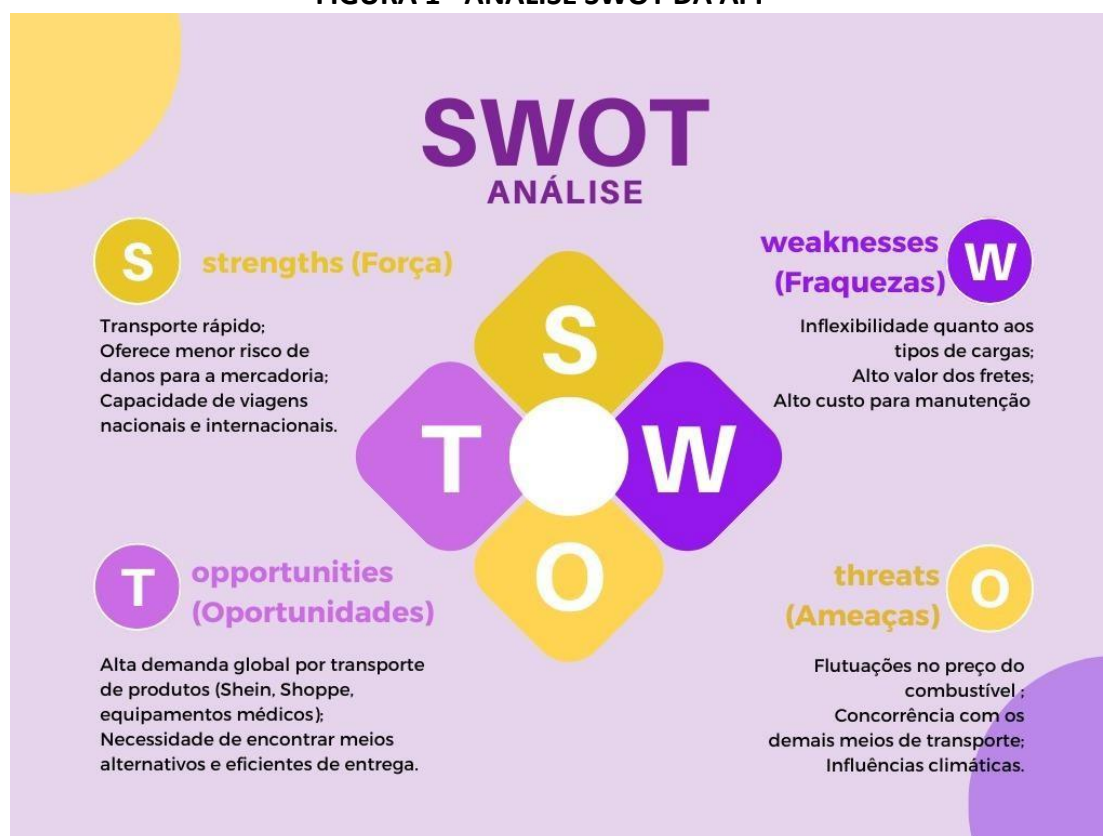 SWOT
ANÁLISE
S
strengths (Força)
Transporte rápido;
Oferece menor risco de
danos para a mercadoria;
Capacidade de viagens
nacionais e internacionais.
weaknesses
(Fraquezas)
W
Inflexibilidade quanto aos
tipos de cargas;
Alto valor dos fretes;
Alto custo para manutenção
S
T
W
O
T
opportunities
(Oportunidades)
Alta demanda global por transporte
de produtos (Shein, Shoppe,
equipamentos médicos);
Necessidade de encontrar meios
alternativos e eficientes de entrega.
threats
(Ameaças)
O
Flutuações no preço do
combustível ;
Concorrência com os
demais meios de transporte;
Influências climáticas.